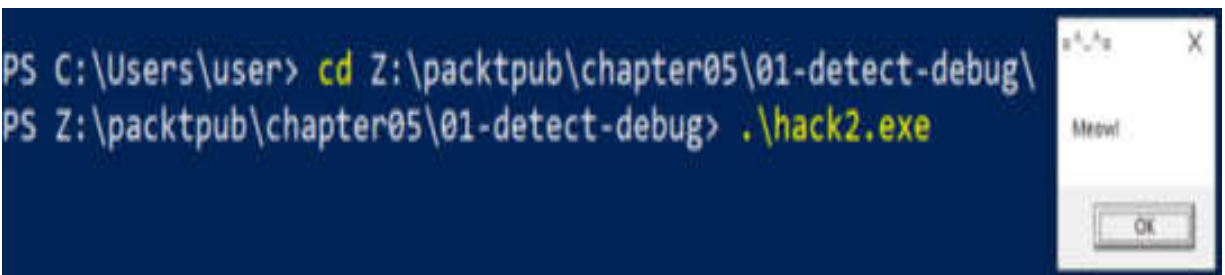 PS C:\Users\user> cd Z:\packtpub\chapter05\01-detect-debug\
PS Z:\packtpub\chapter05\01-detect-debug> .\hack2.exe
Meow!
OK